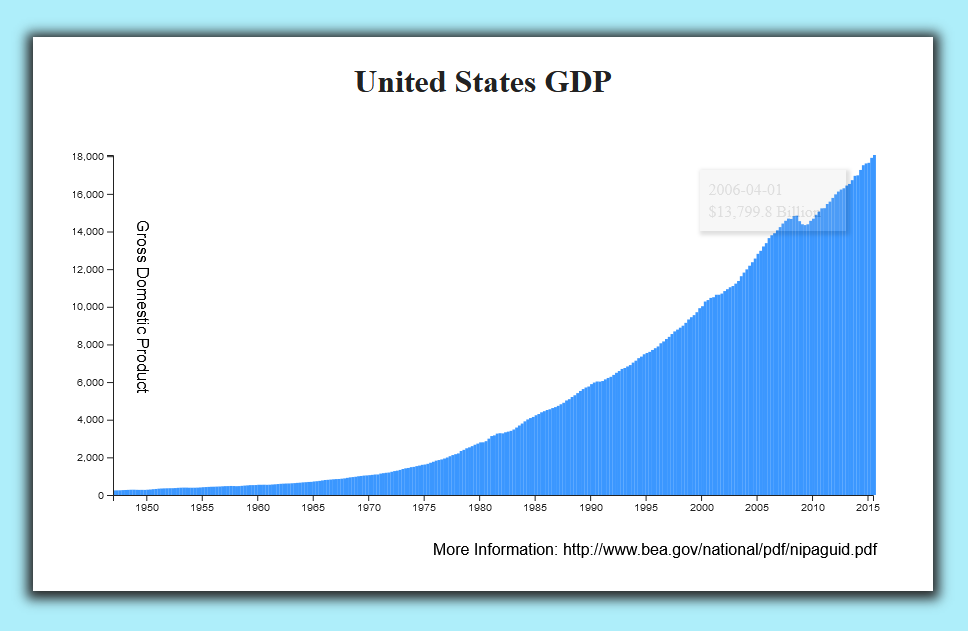 United States GDP
18,000
16,000
14,000
12,000
10,000
8,000
6,000
4,000
2,000
0
Gross Domestic Product
2006-04-01
$13,799.8 Billion
1950 1955 1960 1965 1970 1975 1980 1985 1990 1995 2000 2005 2010 2015
More Information: http://www.bea.gov/national/pdf/nipaguid.pdf